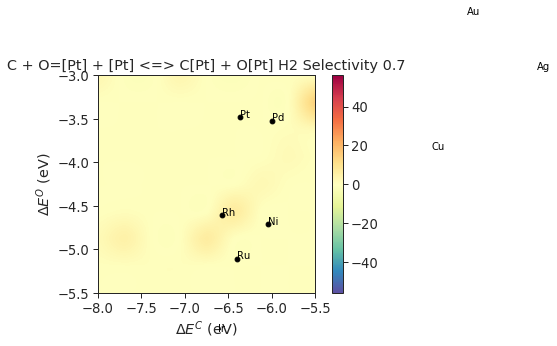 Au
Ag
C + O=[Pt] + [Pt] <=> C[Pt] + O[Pt] H2 Selectivity 0.7
−3.0
−3.5
−4.0
−4.5
−5.0
−5.5
ΔE^O (eV)
Pt
Pd
Rh
Ni
Ru
Cu
40
20
0
−20
−40
−8.0 −7.5 −7.0 −6.5 −6.0 −5.5
ΔE^C (eV)
Ir